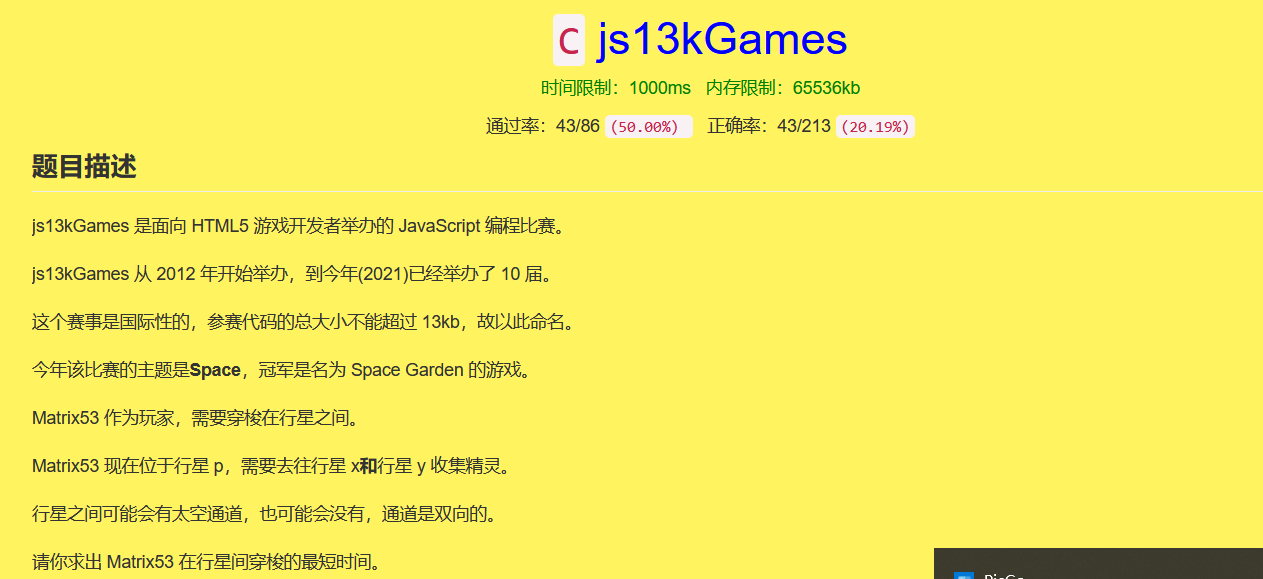 C js13kGames
时间限制：1000ms 内存限制：65536kb
通过率：43/86 (50.00%) 正确率：43/213 (20.19%)
题目描述
js13kGames 是面向 HTML5 游戏开发者举办的 JavaScript 编程比赛。
js13kGames 从 2012 年开始举办，到今年(2021)已经举办了 10 届。
这个赛事是国际性的，参赛代码的总大小不能超过 13kb，故以此命名。
今年该比赛的主题是Space，冠军是名为 Space Garden 的游戏。
Matrix53 作为玩家，需要穿梭在行星之间。
Matrix53 现在位于行星 p，需要去往行星 x和行星 y 收集精灵。
行星之间可能会有太空通道，也可能会没有，通道是双向的。
请你求出 Matrix53 在行星间穿梭的最短时间。